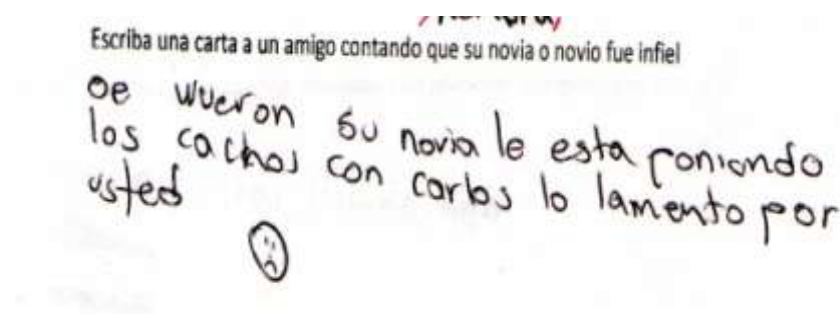 Escriba una carta a un amigo contando que su novia o novio fue infiel
oe wueron su novia le esta poniondo
los cachos con carlos lo lamento por
usted